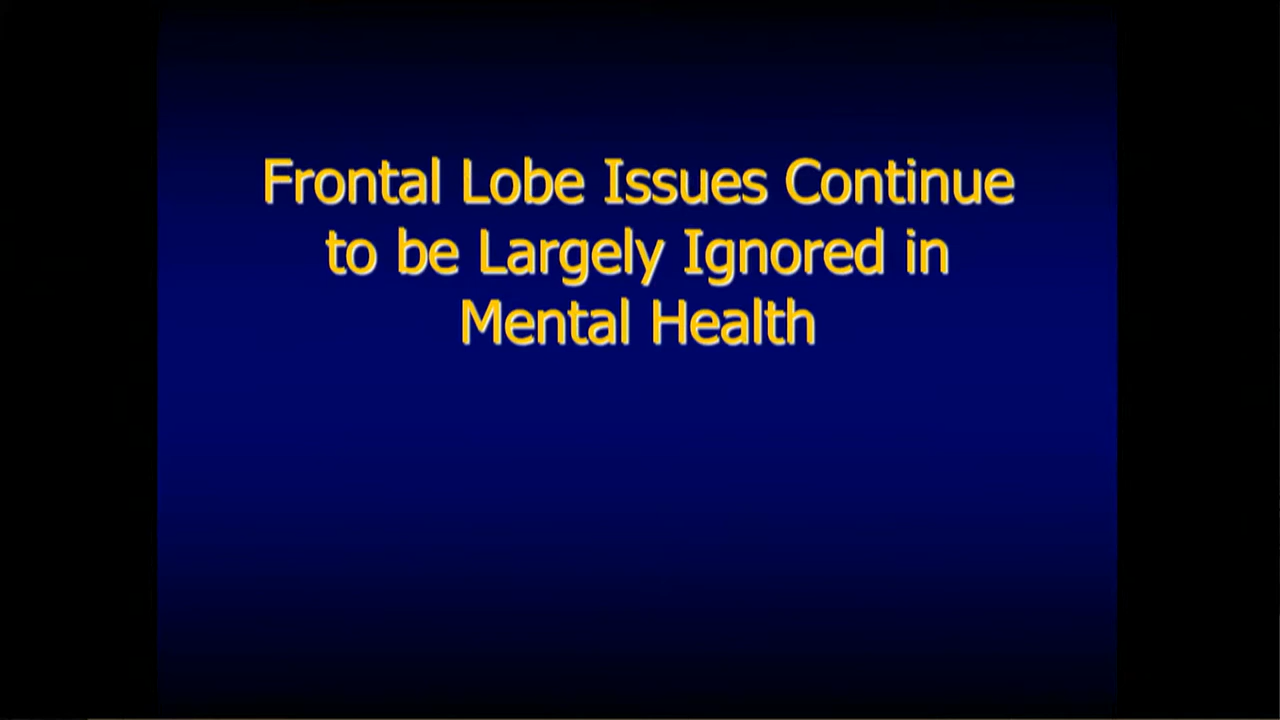 Frontal Lobe Issues Continue
to be Largely Ignored in
Mental Health